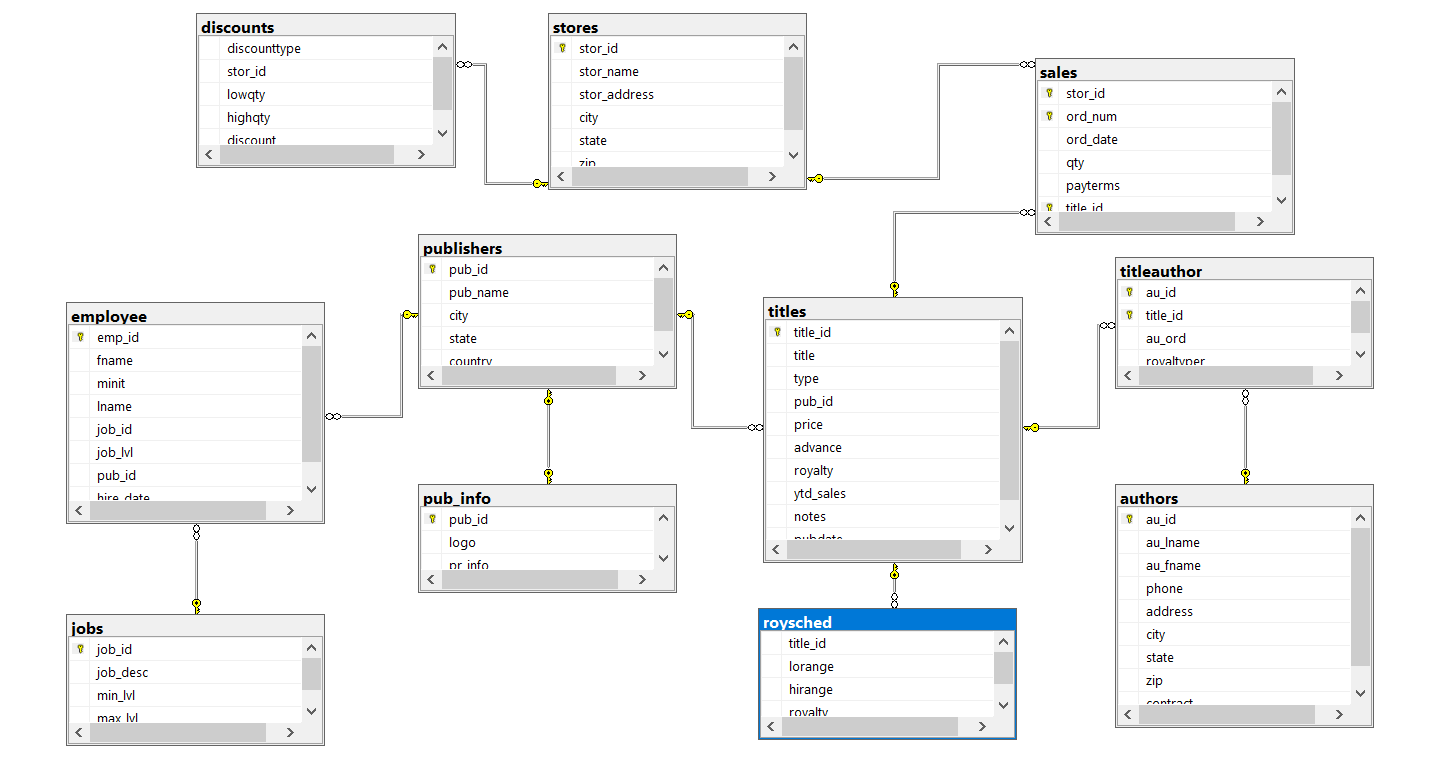 discounts
discounttype
stor_id
lowqty
highqty
discount
stores
stor_id
stor_name
stor_address
city
state
zip
sales
stor_id
ord_num
ord_date
qty
payterms
title_id
publishers
pub_id
pub_name
city
state
country
titleauthor
au_id
title_id
au_ord
royaltyper
employee
emp_id
fname
minit
lname
job_id
job_lvl
pub_id
hire_date
titles
title_id
title
type
pub_id
price
advance
royalty
ytd_sales
notes
pubdate
pub_info
pub_id
logo
pr_info
authors
au_id
au_lname
au_fname
phone
address
city
state
zip
contract
jobs
job_id
job_desc
min_lvl
max_lvl
roysched
title_id
lorange
hirange
royalty